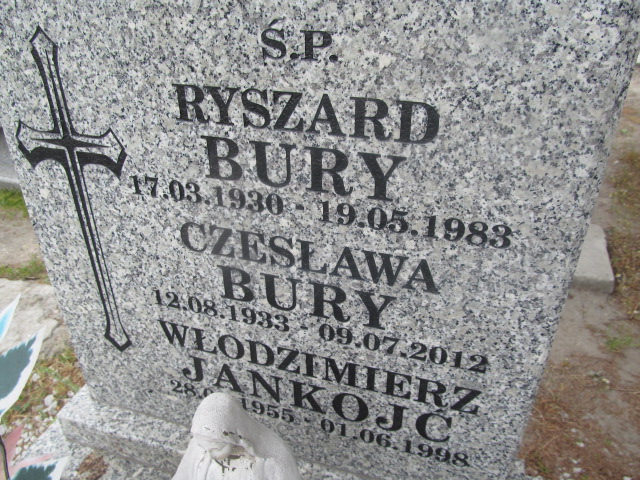 Ś.P.
RYSZARD
BURY
17.03.1930 - 19.05.1983
CZESŁAWA
BURY
12.08.1933 - 09.07.2012
WŁODZIMIERZ
JANKOJĆ
1955 - 01.06.1998